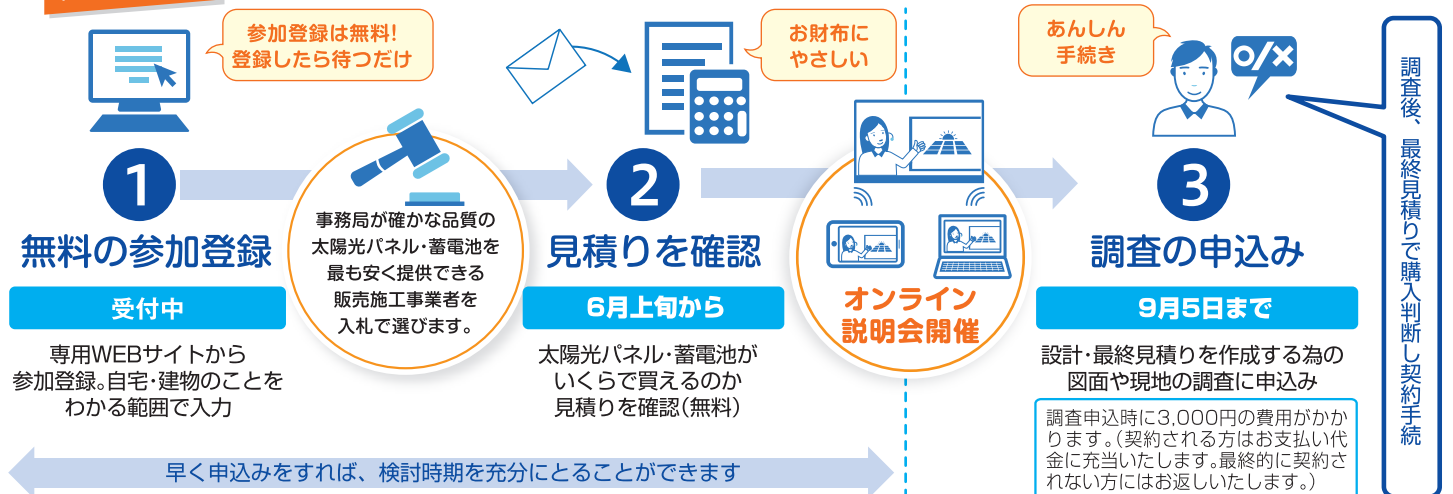 参加登録は無料!
登録したら待つだけ
1
無料の参加登録
受付中
専用WEBサイトから
参加登録。自宅・建物のことを
わかる範囲で入力
事務局が確かな品質の
太陽光パネル・蓄電池を
最も安く提供できる
販売施工事業者を
入札で選びます。
お財布に
やさしい
2
見積りを確認
6月上旬から
太陽光パネル・蓄電池が
いくらで買えるのか
見積りを確認(無料)
オンライン
説明会開催
あんしん
手続き
o/×
3
調査の申込み
9月5日まで
設計・最終見積りを作成する為の
図面や現地の調査に申込み
調査申込時に3,000円の費用がかか
ります。(契約される方はお支払い代
金に充当いたします。最終的に契約さ
れない方にはお返しいたします。)
調査後、最終見積りで購入判断し契約手続
早く申込みをすれば、検討時期を充分にとることができます